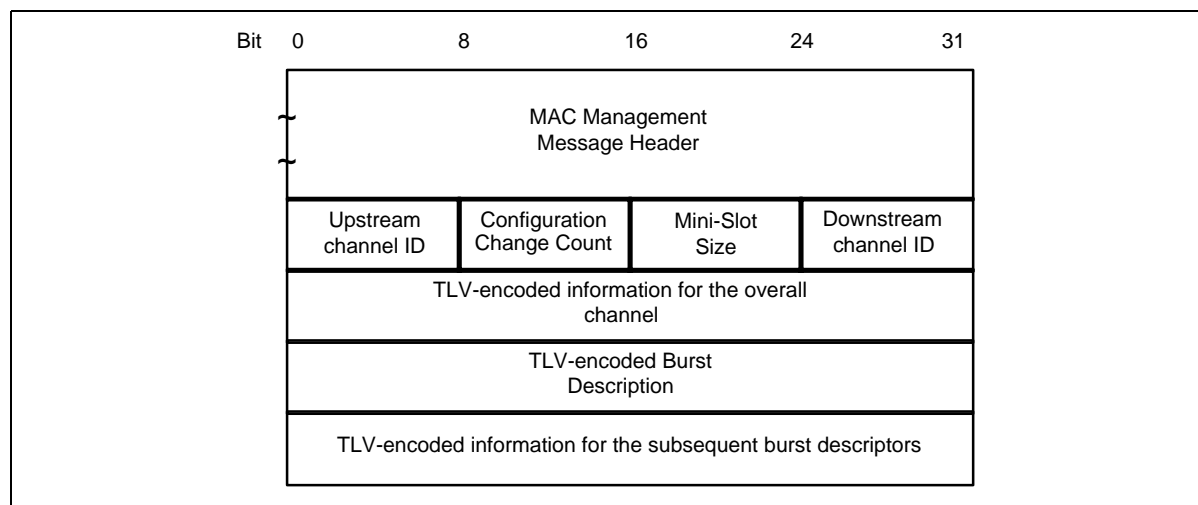 Bit 0 8 16 24 31
MAC Management
Message Header
~
~
Upstream channel ID
Configuration Change Count
Mini-Slot Size
Downstream channel ID
TLV-encoded information for the overall
channel
TLV-encoded Burst
Description
TLV-encoded information for the subsequent burst descriptors